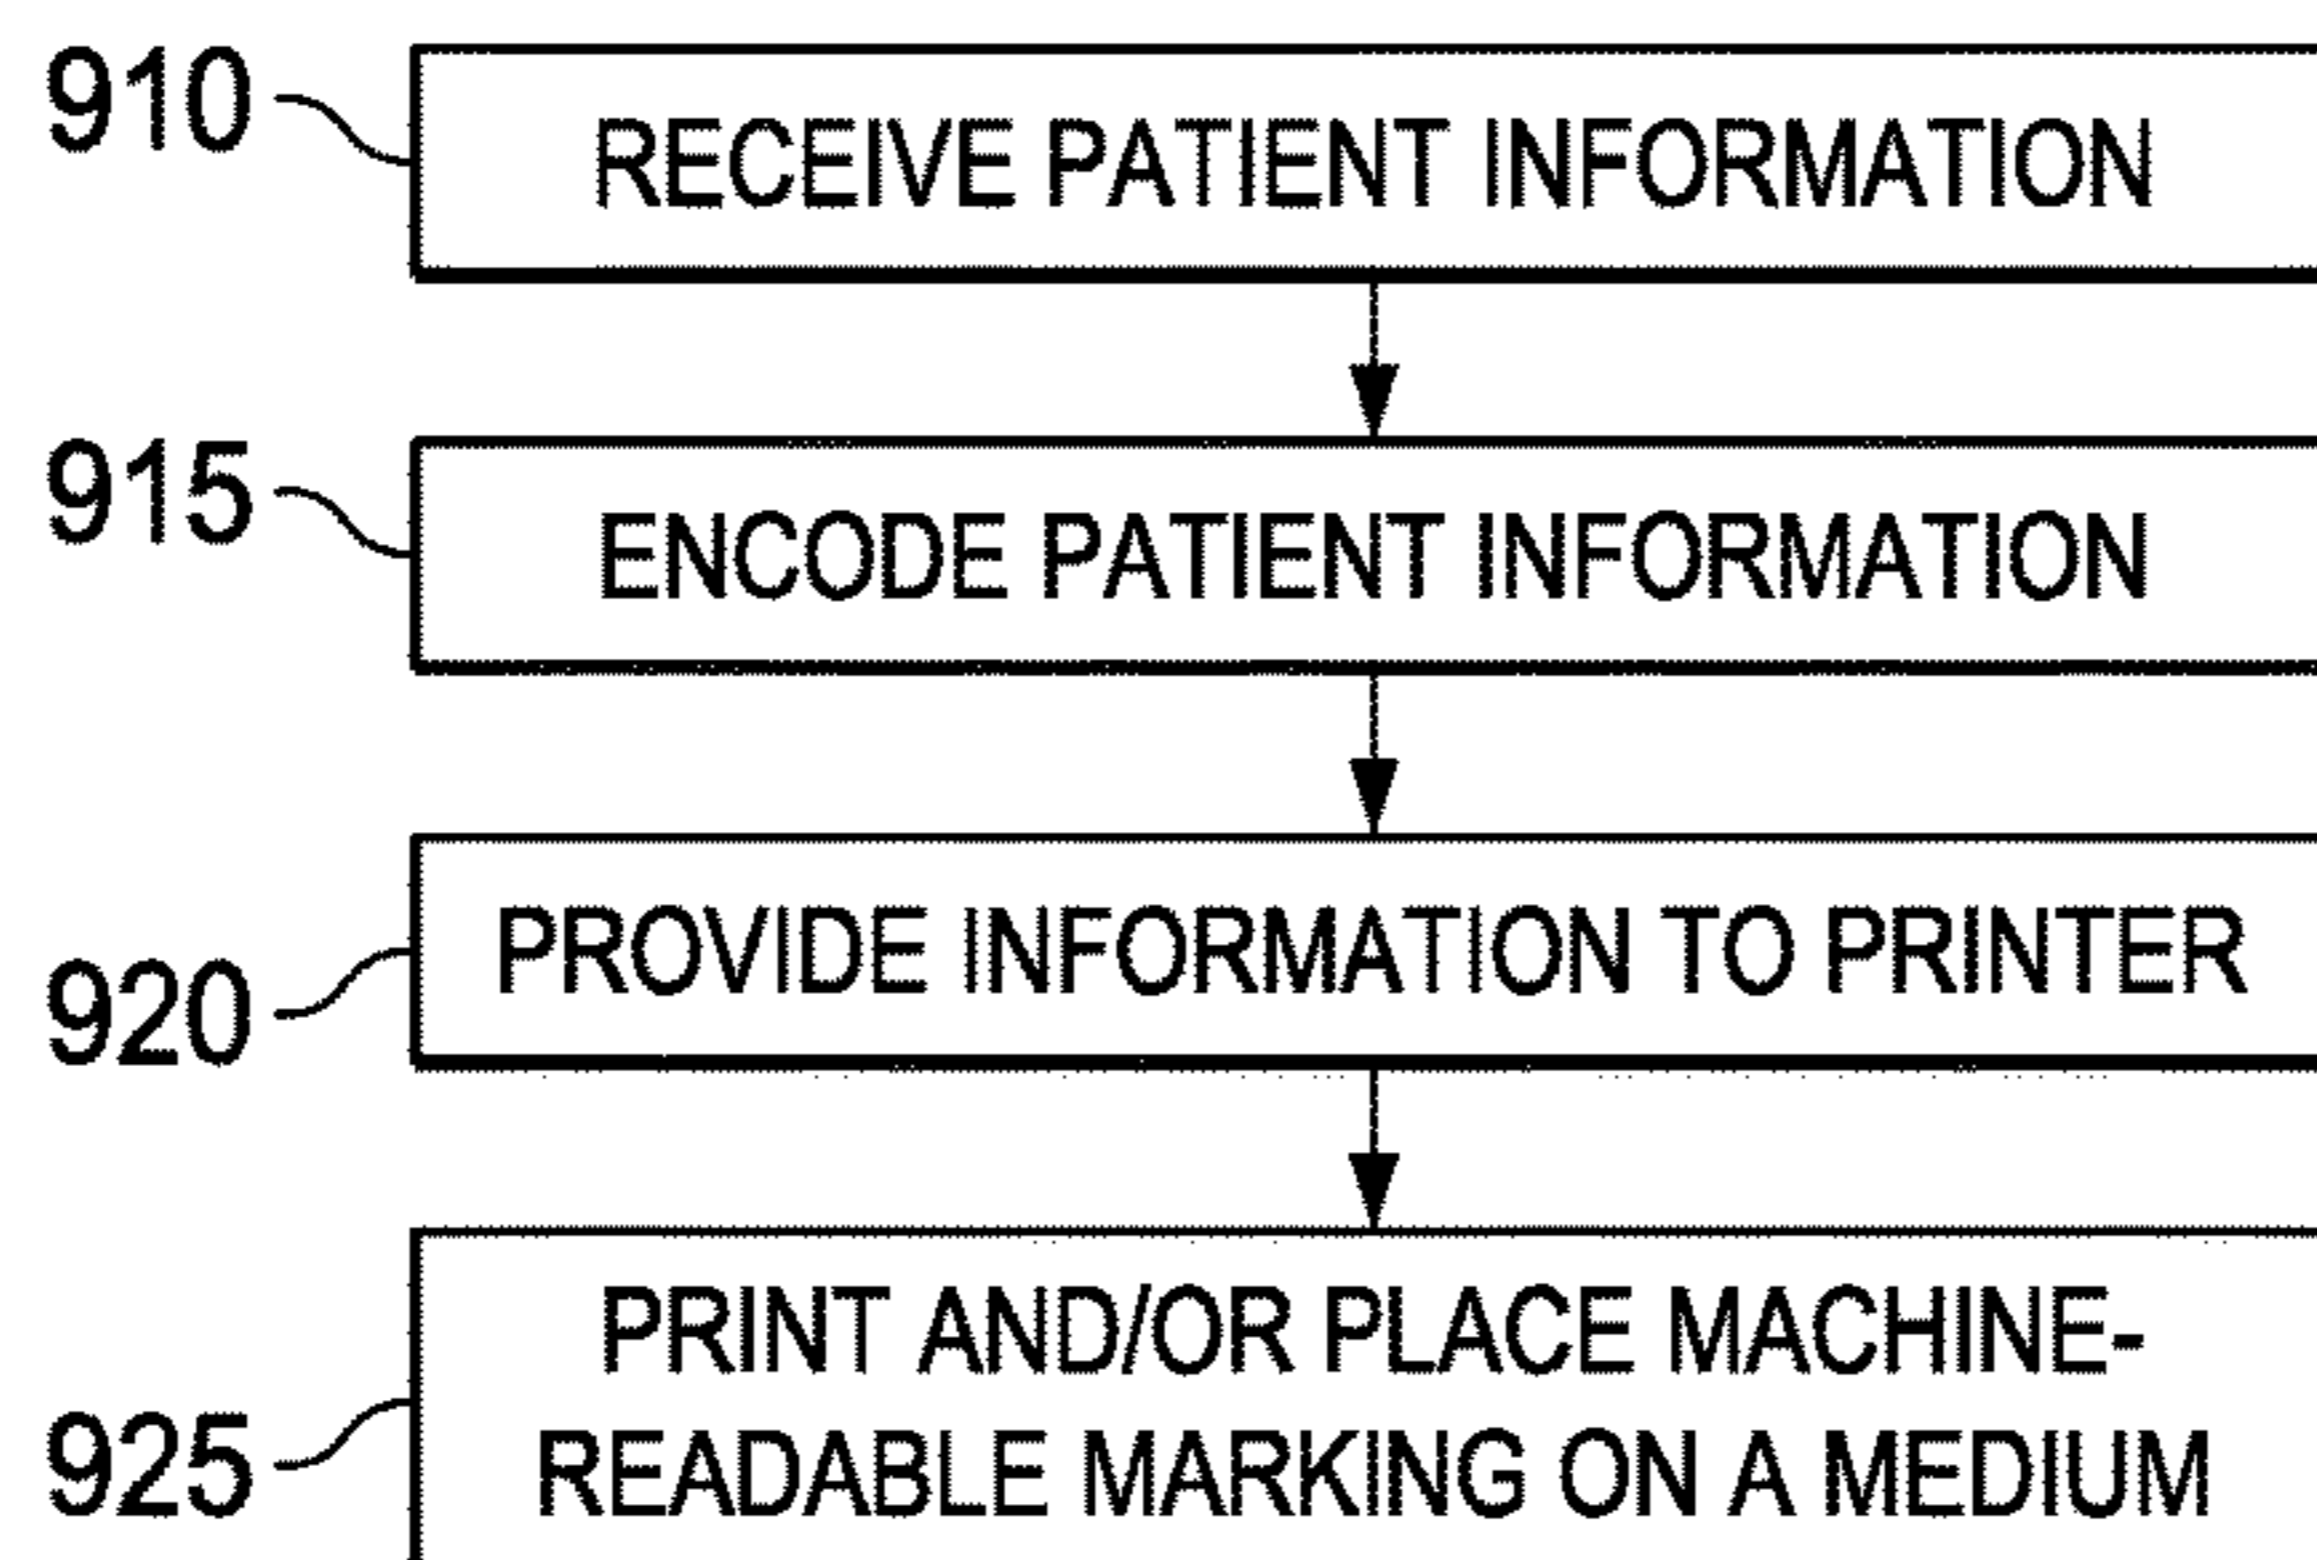 910 RECEIVE PATIENT INFORMATION
915 ENCODE PATIENT INFORMATION
920 PROVIDE INFORMATION TO PRINTER
PRINT AND/OR PLACE MACHINE-
925 READABLE MARKING ON A MEDIUM